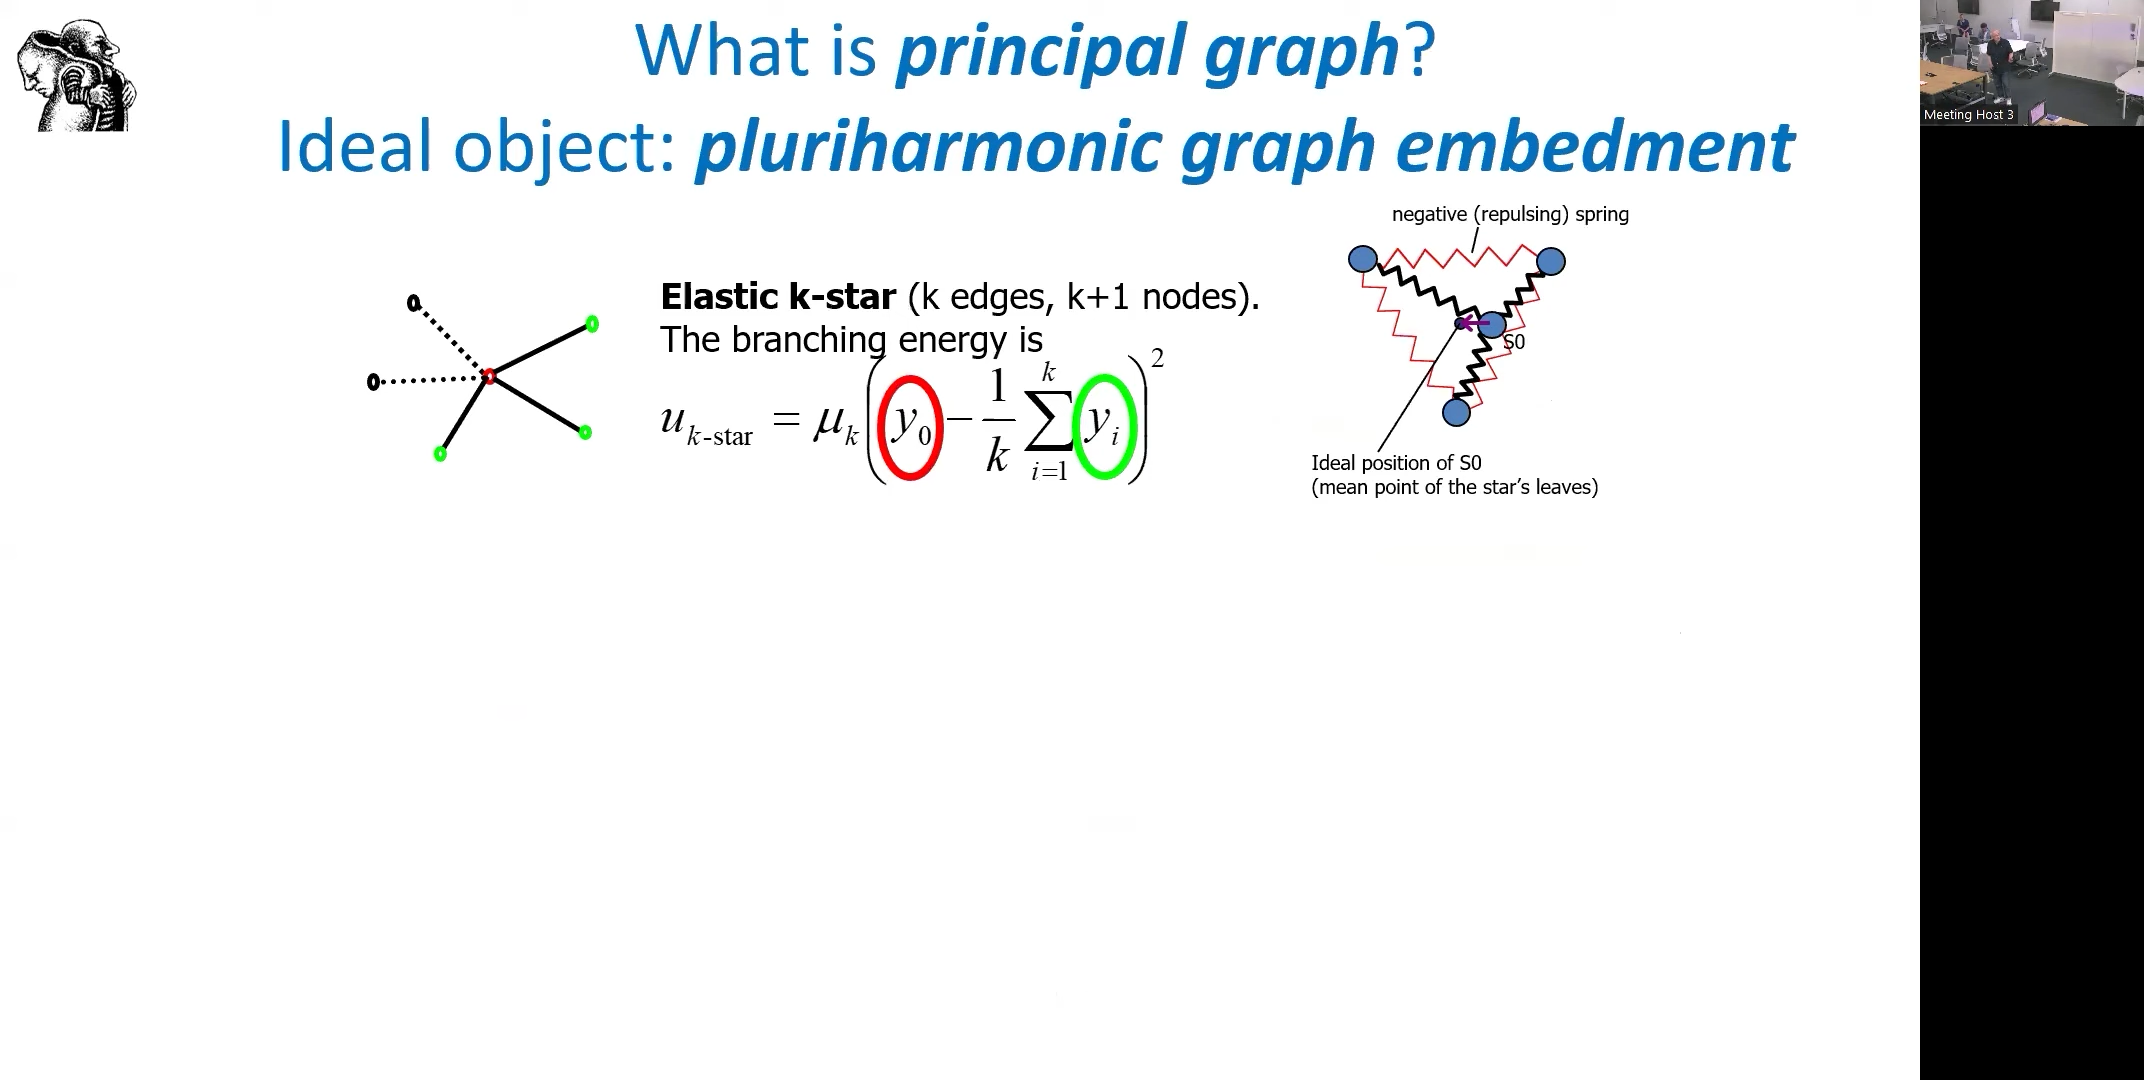 What is principal graph?
Ideal object: pluriharmonic graph embedment
negative (repulsing) spring
Elastic k-star (k edges, k+1 nodes).
The branching energy is
u_{k-star} = μ_k ( y_0 − \frac{1}{k} \sum_{i=1}^{k} y_i )^2
S0
Ideal position of S0
(mean point of the star’s leaves)
Meeting Host 3